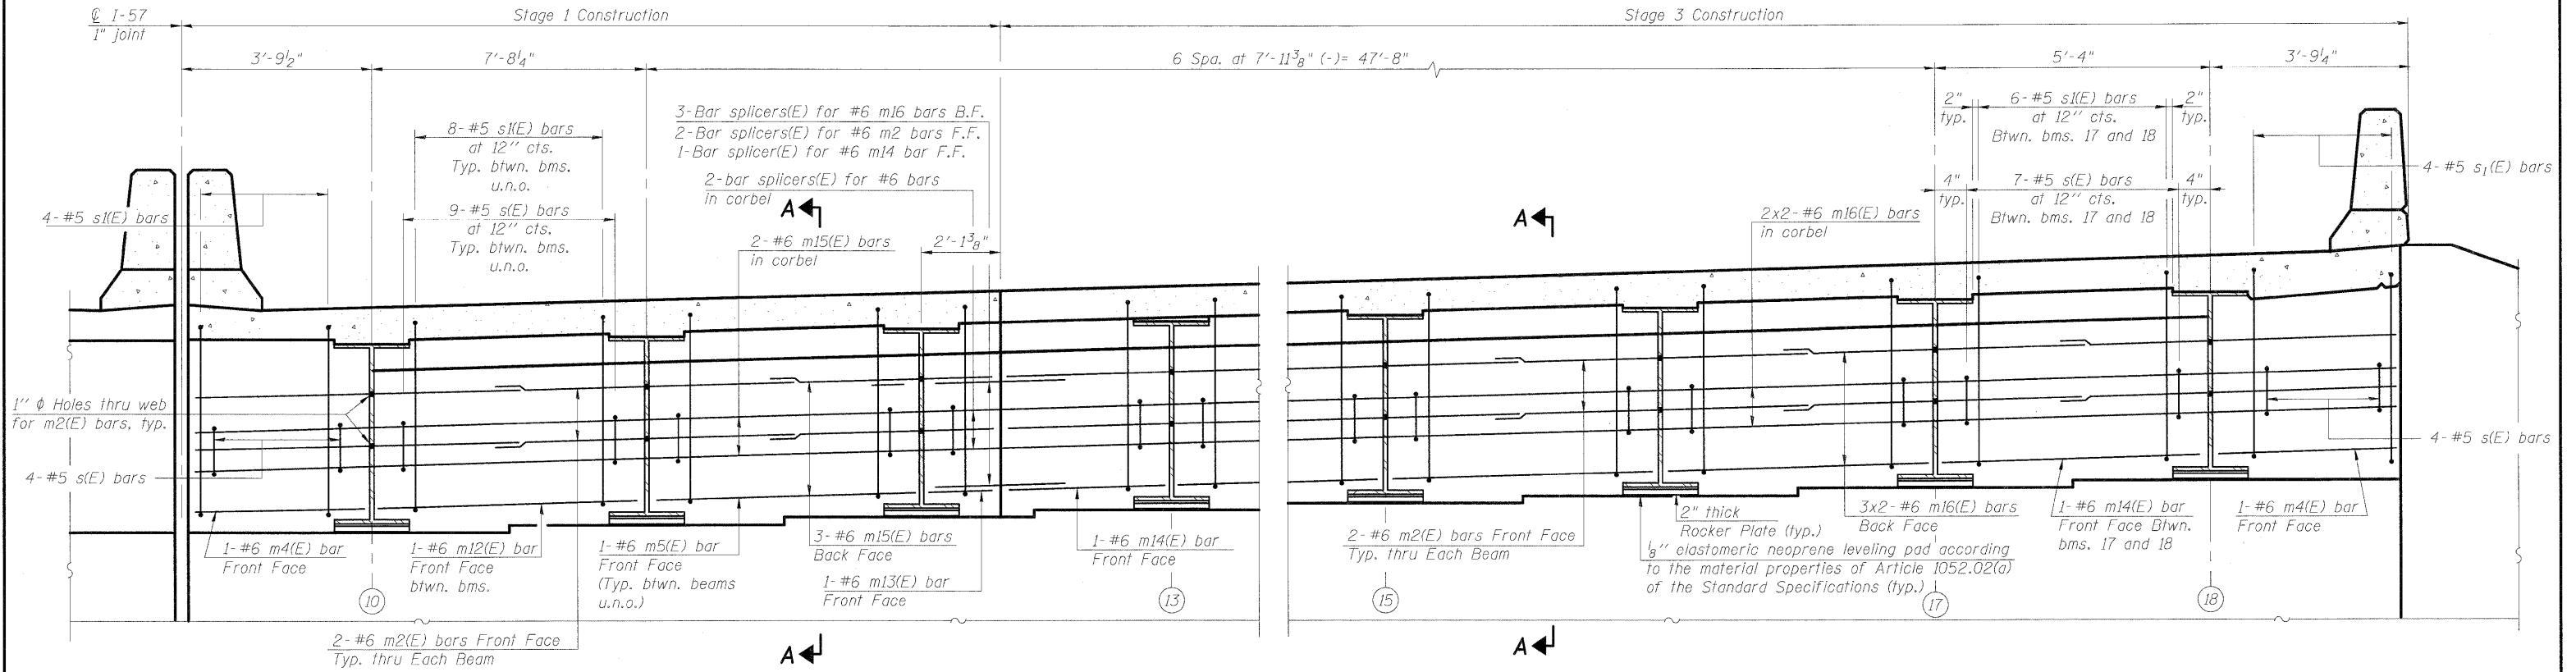 ℄ I-57
1" joint
Stage 1 Construction
Stage 3 Construction
3'-9½"
7'-8¼"
6 Spa. at 7'-11⅜" (-)= 47'-8"
5'-4"
3'-9¼"
8-#5 s1(E) bars
at 12" cts.
Typ. btwn. bms.
u.n.o.
3-Bar splicers(E) for #6 m16 bars B.F.
2-Bar splicers(E) for #6 m2 bars F.F.
1-Bar splicer(E) for #6 m14 bar F.F.
2"
typ.
6-#5 s1(E) bars
at 12" cts.
Btwn. bms. 17 and 18
2"
typ.
4-#5 s1(E) bars
2-bar splicers(E) for #6 bars
in corbel
4"
typ.
7-#5 s(E) bars
at 12" cts.
Btwn. bms. 17 and 18
4"
typ.
4-#5 s1(E) bars
9-#5 s(E) bars
at 12" cts.
Typ. btwn. bms.
u.n.o.
A
A
2x2-#6 m16(E) bars
in corbel
2-#6 m15(E) bars
in corbel
2'-1⅜"
1" ϕ Holes thru web
for m2(E) bars, typ.
4-#5 s(E) bars
4-#5 s(E) bars
1-#6 m4(E) bar
Front Face
1-#6 m12(E) bar
Front Face
btwn. bms.
1-#6 m5(E) bar
Front Face
(Typ. btwn. beams
u.n.o.)
3-#6 m15(E) bars
Back Face
1-#6 m13(E) bar
Front Face
1-#6 m14(E) bar
Front Face
2-#6 m2(E) bars Front Face
Typ. thru Each Beam
2" thick
Rocker Plate (typ.)
⅛" elastomeric neoprene leveling pad according
to the material properties of Article 1052.02(a)
of the Standard Specifications (typ.)
3x2-#6 m16(E) bars
Back Face
1-#6 m14(E) bar
Front Face Btwn.
bms. 17 and 18
1-#6 m4(E) bar
Front Face
10
13
15
17
18
2-#6 m2(E) bars Front Face
Typ. thru Each Beam
A
A